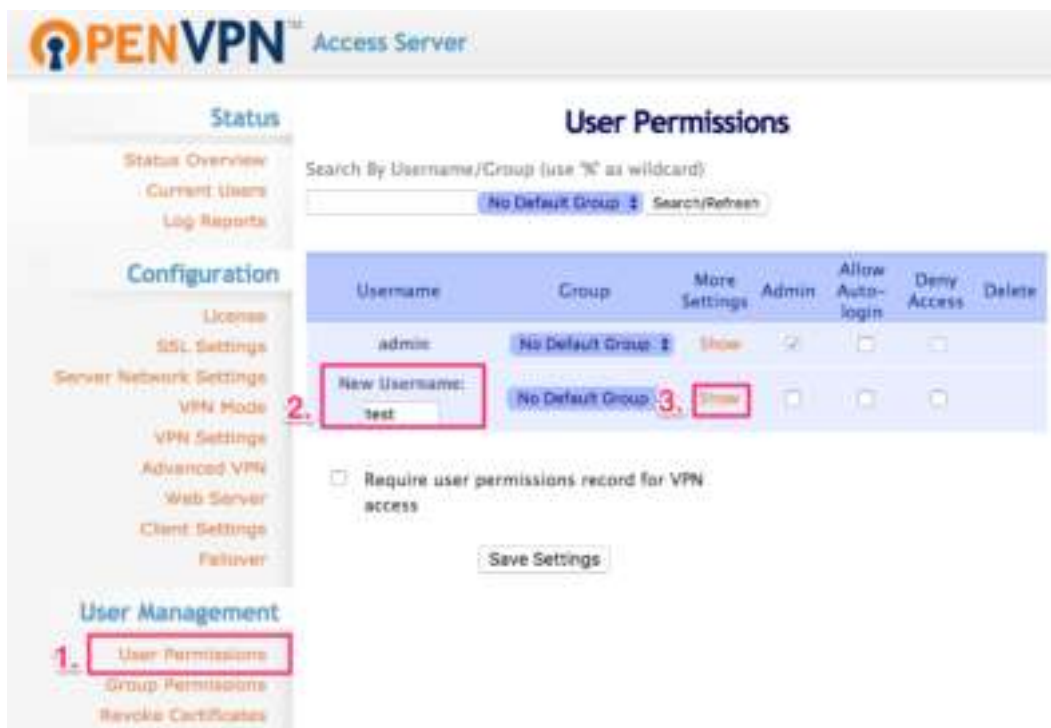 OPENVPN™ Access Server
Status
Status Overview
Current Users
Log Reports
Configuration
License
SSL Settings
Server Network Settings
VPN Mode
VPN Settings
Advanced VPN
Web Server
Client Settings
Failover
User Management
1. User Permissions
Group Permissions
Revoke Certificates
User Permissions
Search By Username/Group (use '%' as wildcard)
No Default Group Search/Refresh
Username Group More Settings Admin Allow Auto-login Deny Access Delete
admin No Default Group Show
2. New Username: No Default Group 3. Show
test
Require user permissions record for VPN
access
Save Settings